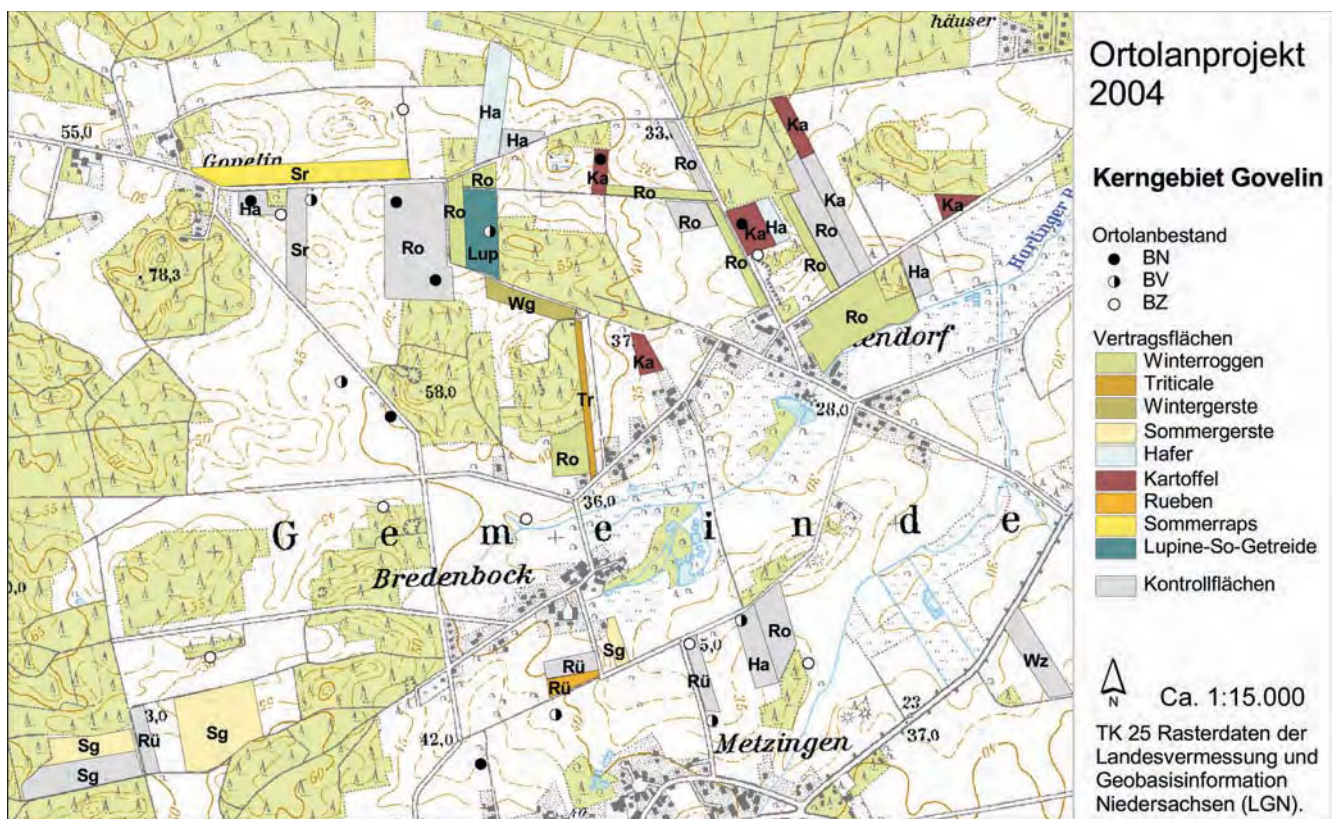 häuser
Ortolanprojekt
2004
Kerngebiet Govelin
Ortolanbestand
BN
BV
BZ
Vertragsflächen
Winterroggen
Triticale
Wintergerste
Sommergerste
Hafer
Kartoffel
Rueben
Sommerraps
Lupine-So-Getreide
Kontrollflächen
N
Ca. 1:15.000
TK 25 Rasterdaten der
Landesvermessung und
Geobasisinformation
Niedersachsen (LGN).
55,0
Govelin
Ha
Ha
33,
Ro
Ka
Ka
Sr
Ro
Ro
Ka
Ka
Ha
Sr
Ro
Ro
Lup
Ro
Ka
Ha
Ro
Ro
Ro
Ha
78,3
Wg
Ro
endorf
37
Ka
58,0
Tr
28,0
Ro
36,0
G e m e i n d e
Bredenbock
Sg
5,0
Ro
Rü
Rü
Rü
Ha
Wz
3,0
Sg
Rü
Sg
Sg
42,0
Metzingen
23
37,0